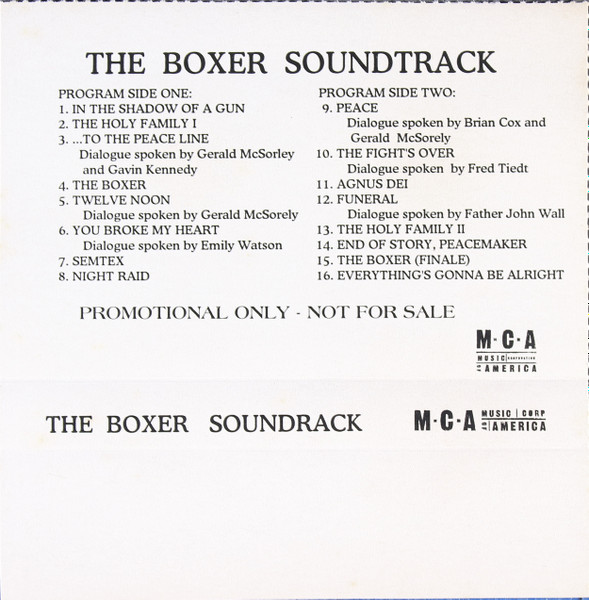 THE BOXER SOUNDTRACK
PROGRAM SIDE ONE:
1. IN THE SHADOW OF A GUN
2. THE HOLY FAMILY I
3. ...TO THE PEACE LINE
Dialogue spoken by Gerald McSorley
and Gavin Kennedy
4. THE BOXER
5. TWELVE NOON
Dialogue spoken by Gerald McSorely
6. YOU BROKE MY HEART
Dialogue spoken by Emily Watson
7. SEMTEX
8. NIGHT RAID
PROGRAM SIDE TWO:
9. PEACE
Dialogue spoken by Brian Cox and
Gerald McSorely
10. THE FIGHT'S OVER
Dialogue spoken by Fred Tiedt
11. AGNUS DEI
12. FUNERAL
Dialogue spoken by Father John Wall
13. THE HOLY FAMILY II
14. END OF STORY, PEACEMAKER
15. THE BOXER (FINALE)
16. EVERYTHING'S GONNA BE ALRIGHT
PROMOTIONAL ONLY - NOT FOR SALE
M·C·A
MUSIC CORPORATION
OF AMERICA
THE BOXER SOUNDRACK
M·C·A MUSIC CORP
OF AMERICA